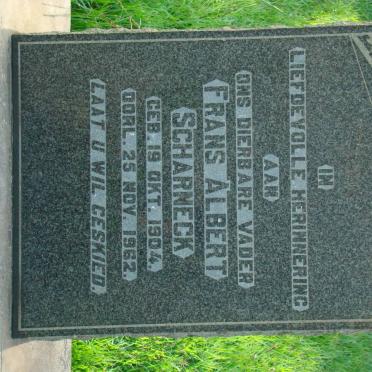 IN
LIEFDEVOLLE HERINNERING
AAN
ONS DIERBARE VADER
FRANS ALBERT
SCHARNECK
GEB. 19 OKT. 1904.
OORL. 25 NOV. 1962.
LAAT U WIL GESKIED.